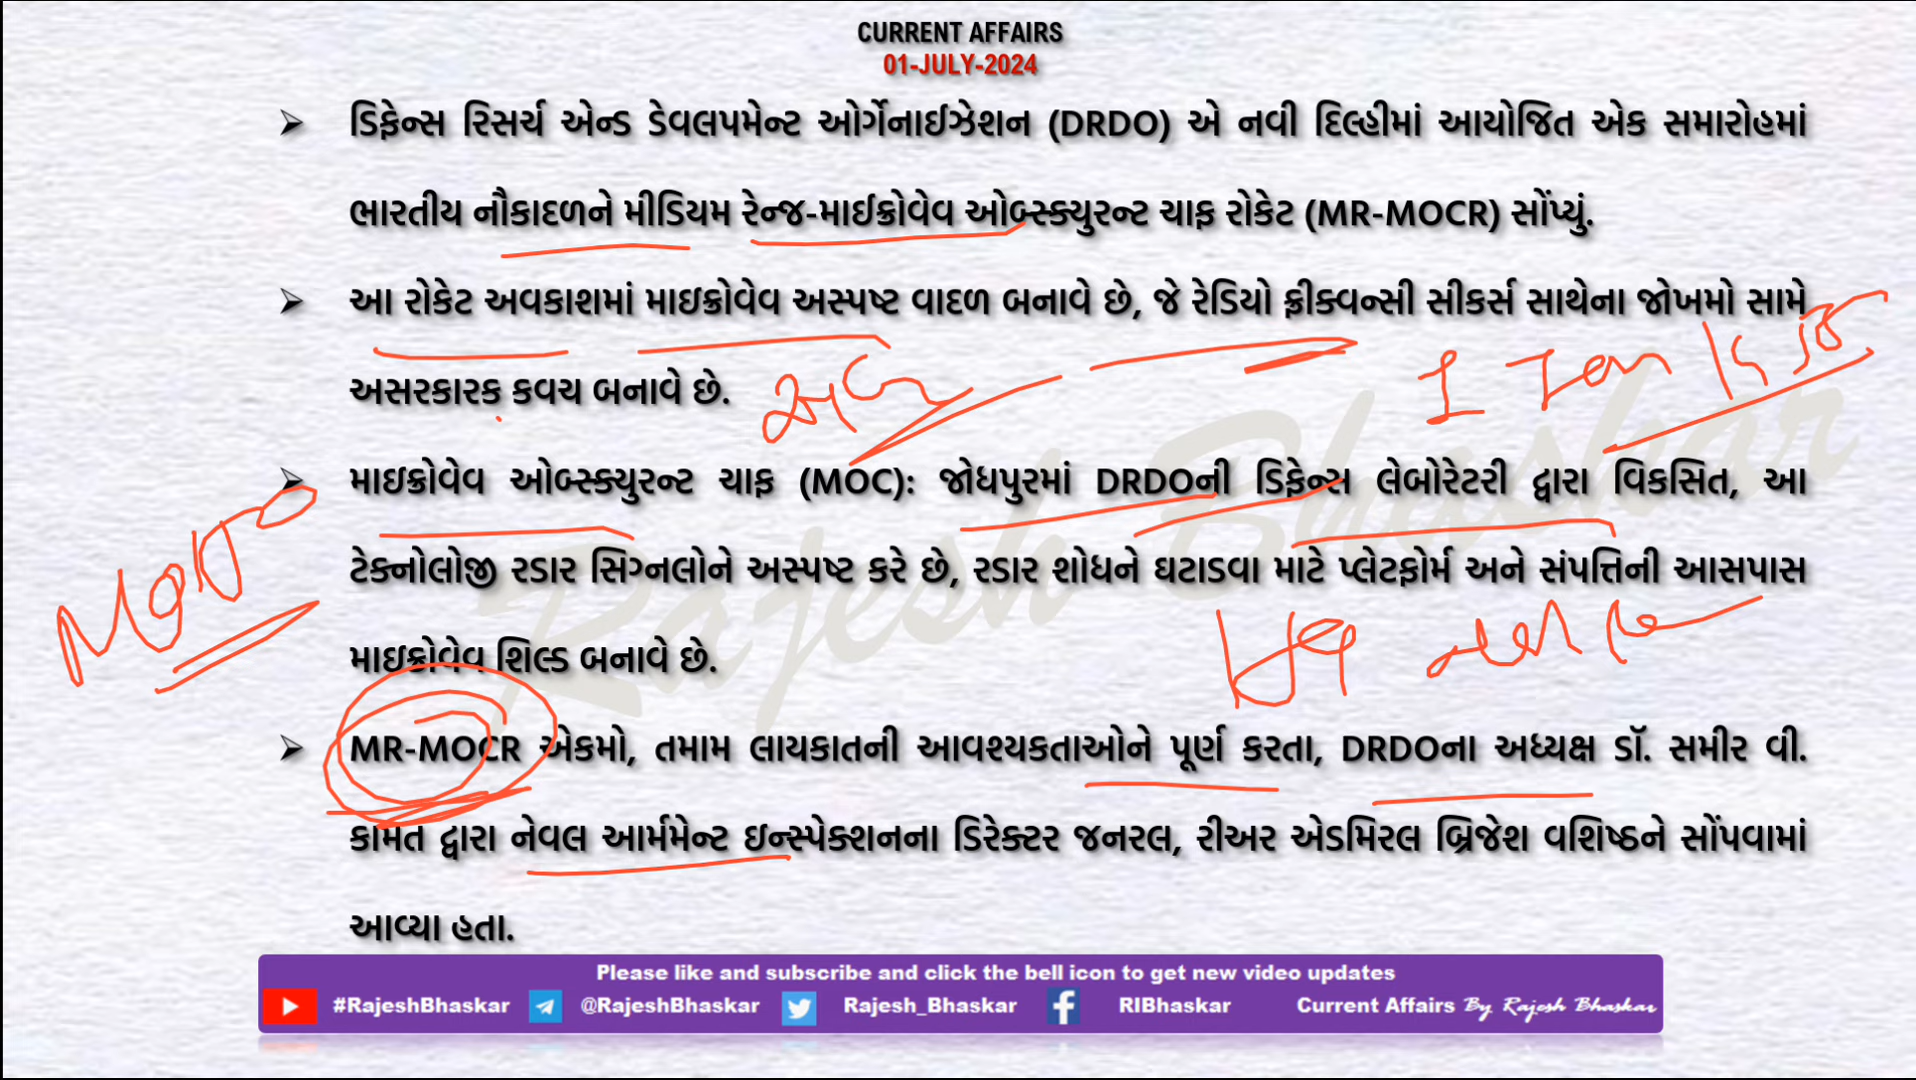 CURRENT AFFAIRS
01-JULY-2024
➤ ડિફેન્સ રિસર્ચ એન્ડ ડેવલપમેન્ટ ઓર્ગેનાઈઝેશન (DRDO) એ નવી દિલ્હીમાં આયોજિત એક સમારોહમાં
ભારતીય નૌકાદળને મીડિયમ રેન્જ-માઈક્રોવેવ ઓબ્સ્ક્યુરન્ટ ચાફ રોકેટ (MR-MOCR) સોંપ્યું.
➤ આ રોકેટ અવકાશમાં માઇક્રોવેવ અસ્પષ્ટ વાદળ બનાવે છે, જે રેડિયો ફ્રીક્વન્સી સીકર્સ સાથેના જોખમો સામે
અસરકારક કવચ બનાવે છે.
➤ માઇક્રોવેવ ઓબ્સ્ક્યુરન્ટ ચાફ (MOC): જોધપુરમાં DRDOની ડિફેન્સ લેબોરેટરી દ્વારા વિકસિત, આ
ટેક્નોલોજી રડાર સિગ્નલોને અસ્પષ્ટ કરે છે, રડાર શોધને ઘટાડવા માટે પ્લેટફોર્મ અને સંપત્તિની આસપાસ
માઇક્રોવેવ શિલ્ડ બનાવે છે.
➤ MR-MOCR એકમો, તમામ લાયકાતની આવશ્યકતાઓને પૂર્ણ કરતા, DRDOના અધ્યક્ષ ડૉ. સમીર વી.
કામત દ્વારા નેવલ આર્મમેન્ટ ઇન્સ્પેક્શનના ડિરેક્ટર જનરલ, રીઅર એડમિરલ બ્રિજેશ વશિષ્ઠને સોંપવામાં
આવ્યા હતા.
Rajesh Bhaskar
Please like and subscribe and click the bell icon to get new video updates
#RajeshBhaskar @RajeshBhaskar Rajesh_Bhaskar RIBhaskar Current Affairs By Rajesh Bhaskar